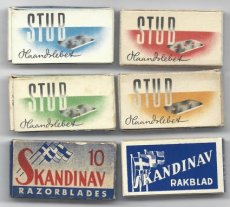 STUD
Haandslebet
STUD
Haandslebet
STUD
Haandslebet
STUD
Haandslebet
10
SKANDINAV
RAZORBLADES
SKANDINAV
RAKBLAD